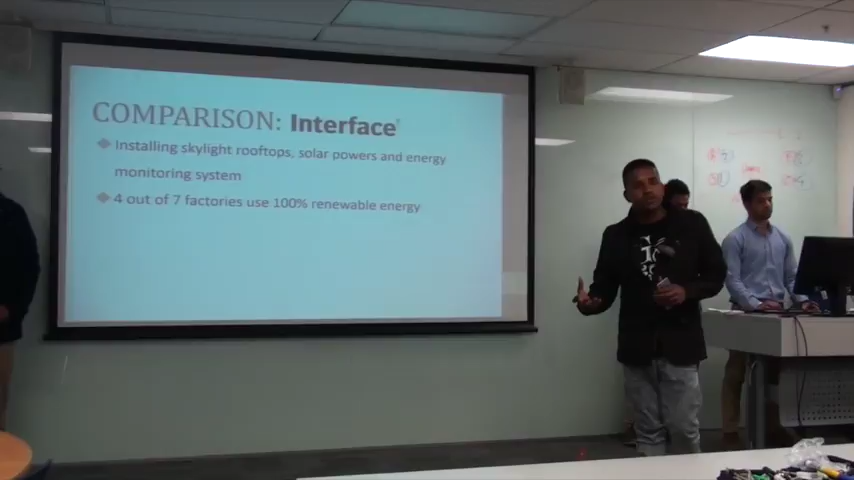 COMPARISON: Interface
Installing skylight rooftops, solar powers and energy
monitoring system
4 out of 7 factories use 100% renewable energy